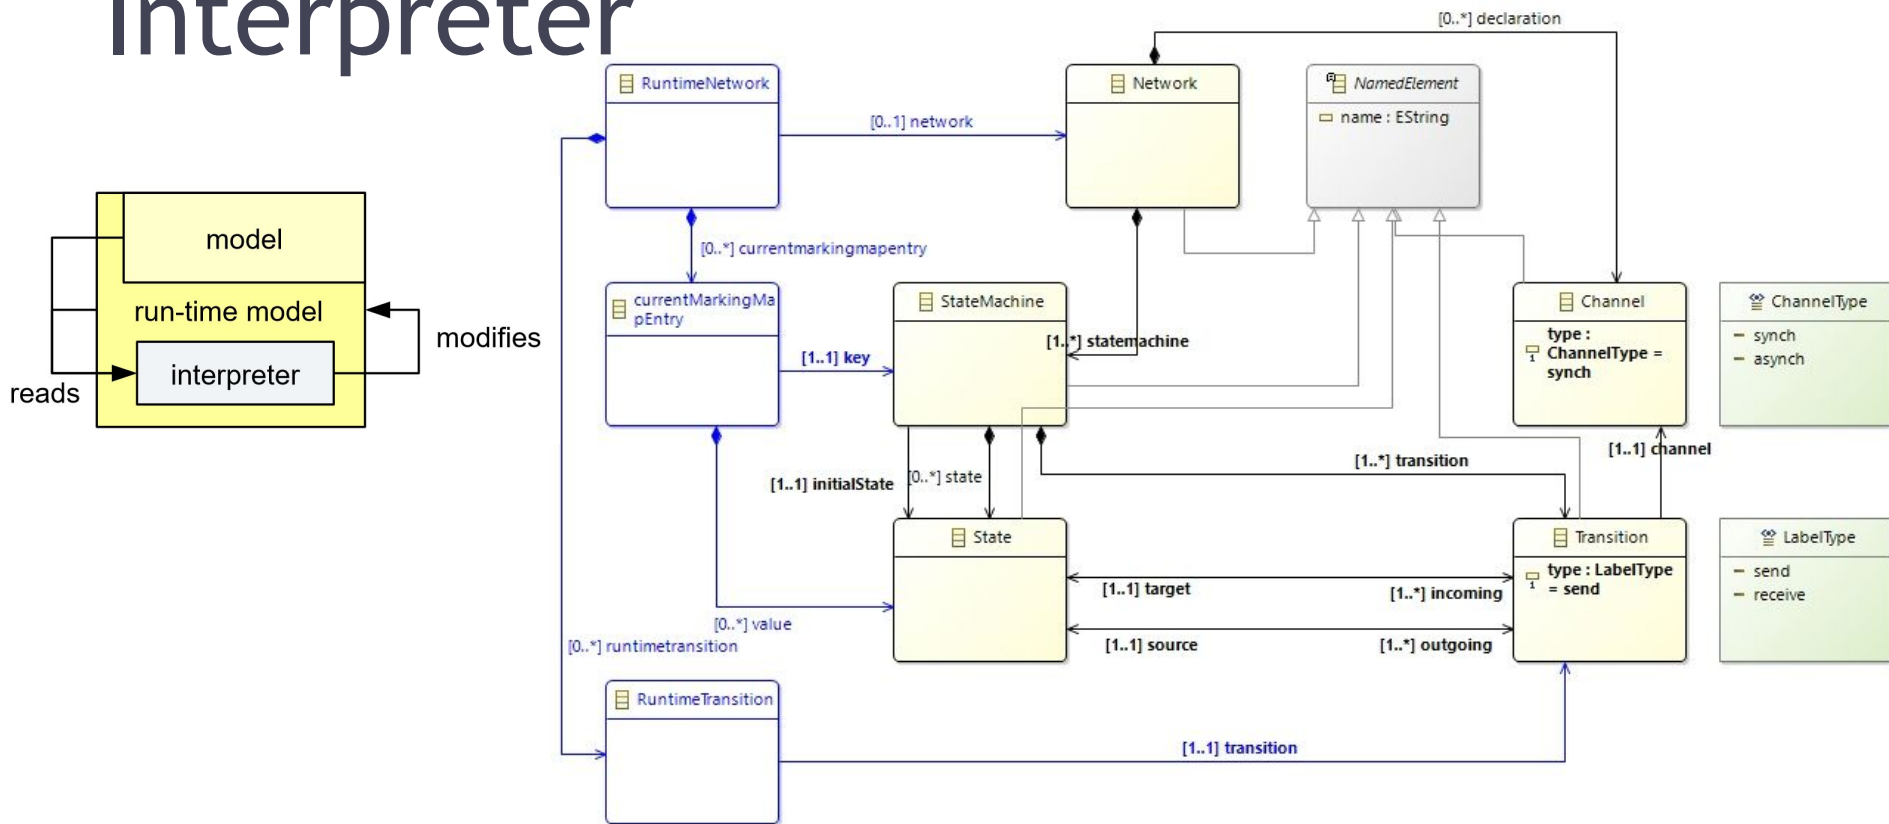 Interpreter
model
run-time model
interpreter
reads
modifies
[0..*] declaration
RuntimeNetwork
Network
NamedElement
name : EString
[0..1] network
[0..*] currentmarkingmapentry
currentMarkingMa
pEntry
StateMachine
Channel
type :
ChannelType =
synch
ChannelType
synch
asynch
[1..*] statemachine
[1..1] key
[1..1] channel
[1..*] transition
[1..1] initialState
[0..*] state
State
Transition
type : LabelType
= send
LabelType
send
receive
[1..1] target
[1..*] incoming
[0..*] value
[1..1] source
[1..*] outgoing
[0..*] runtimetransition
RuntimeTransition
[1..1] transition